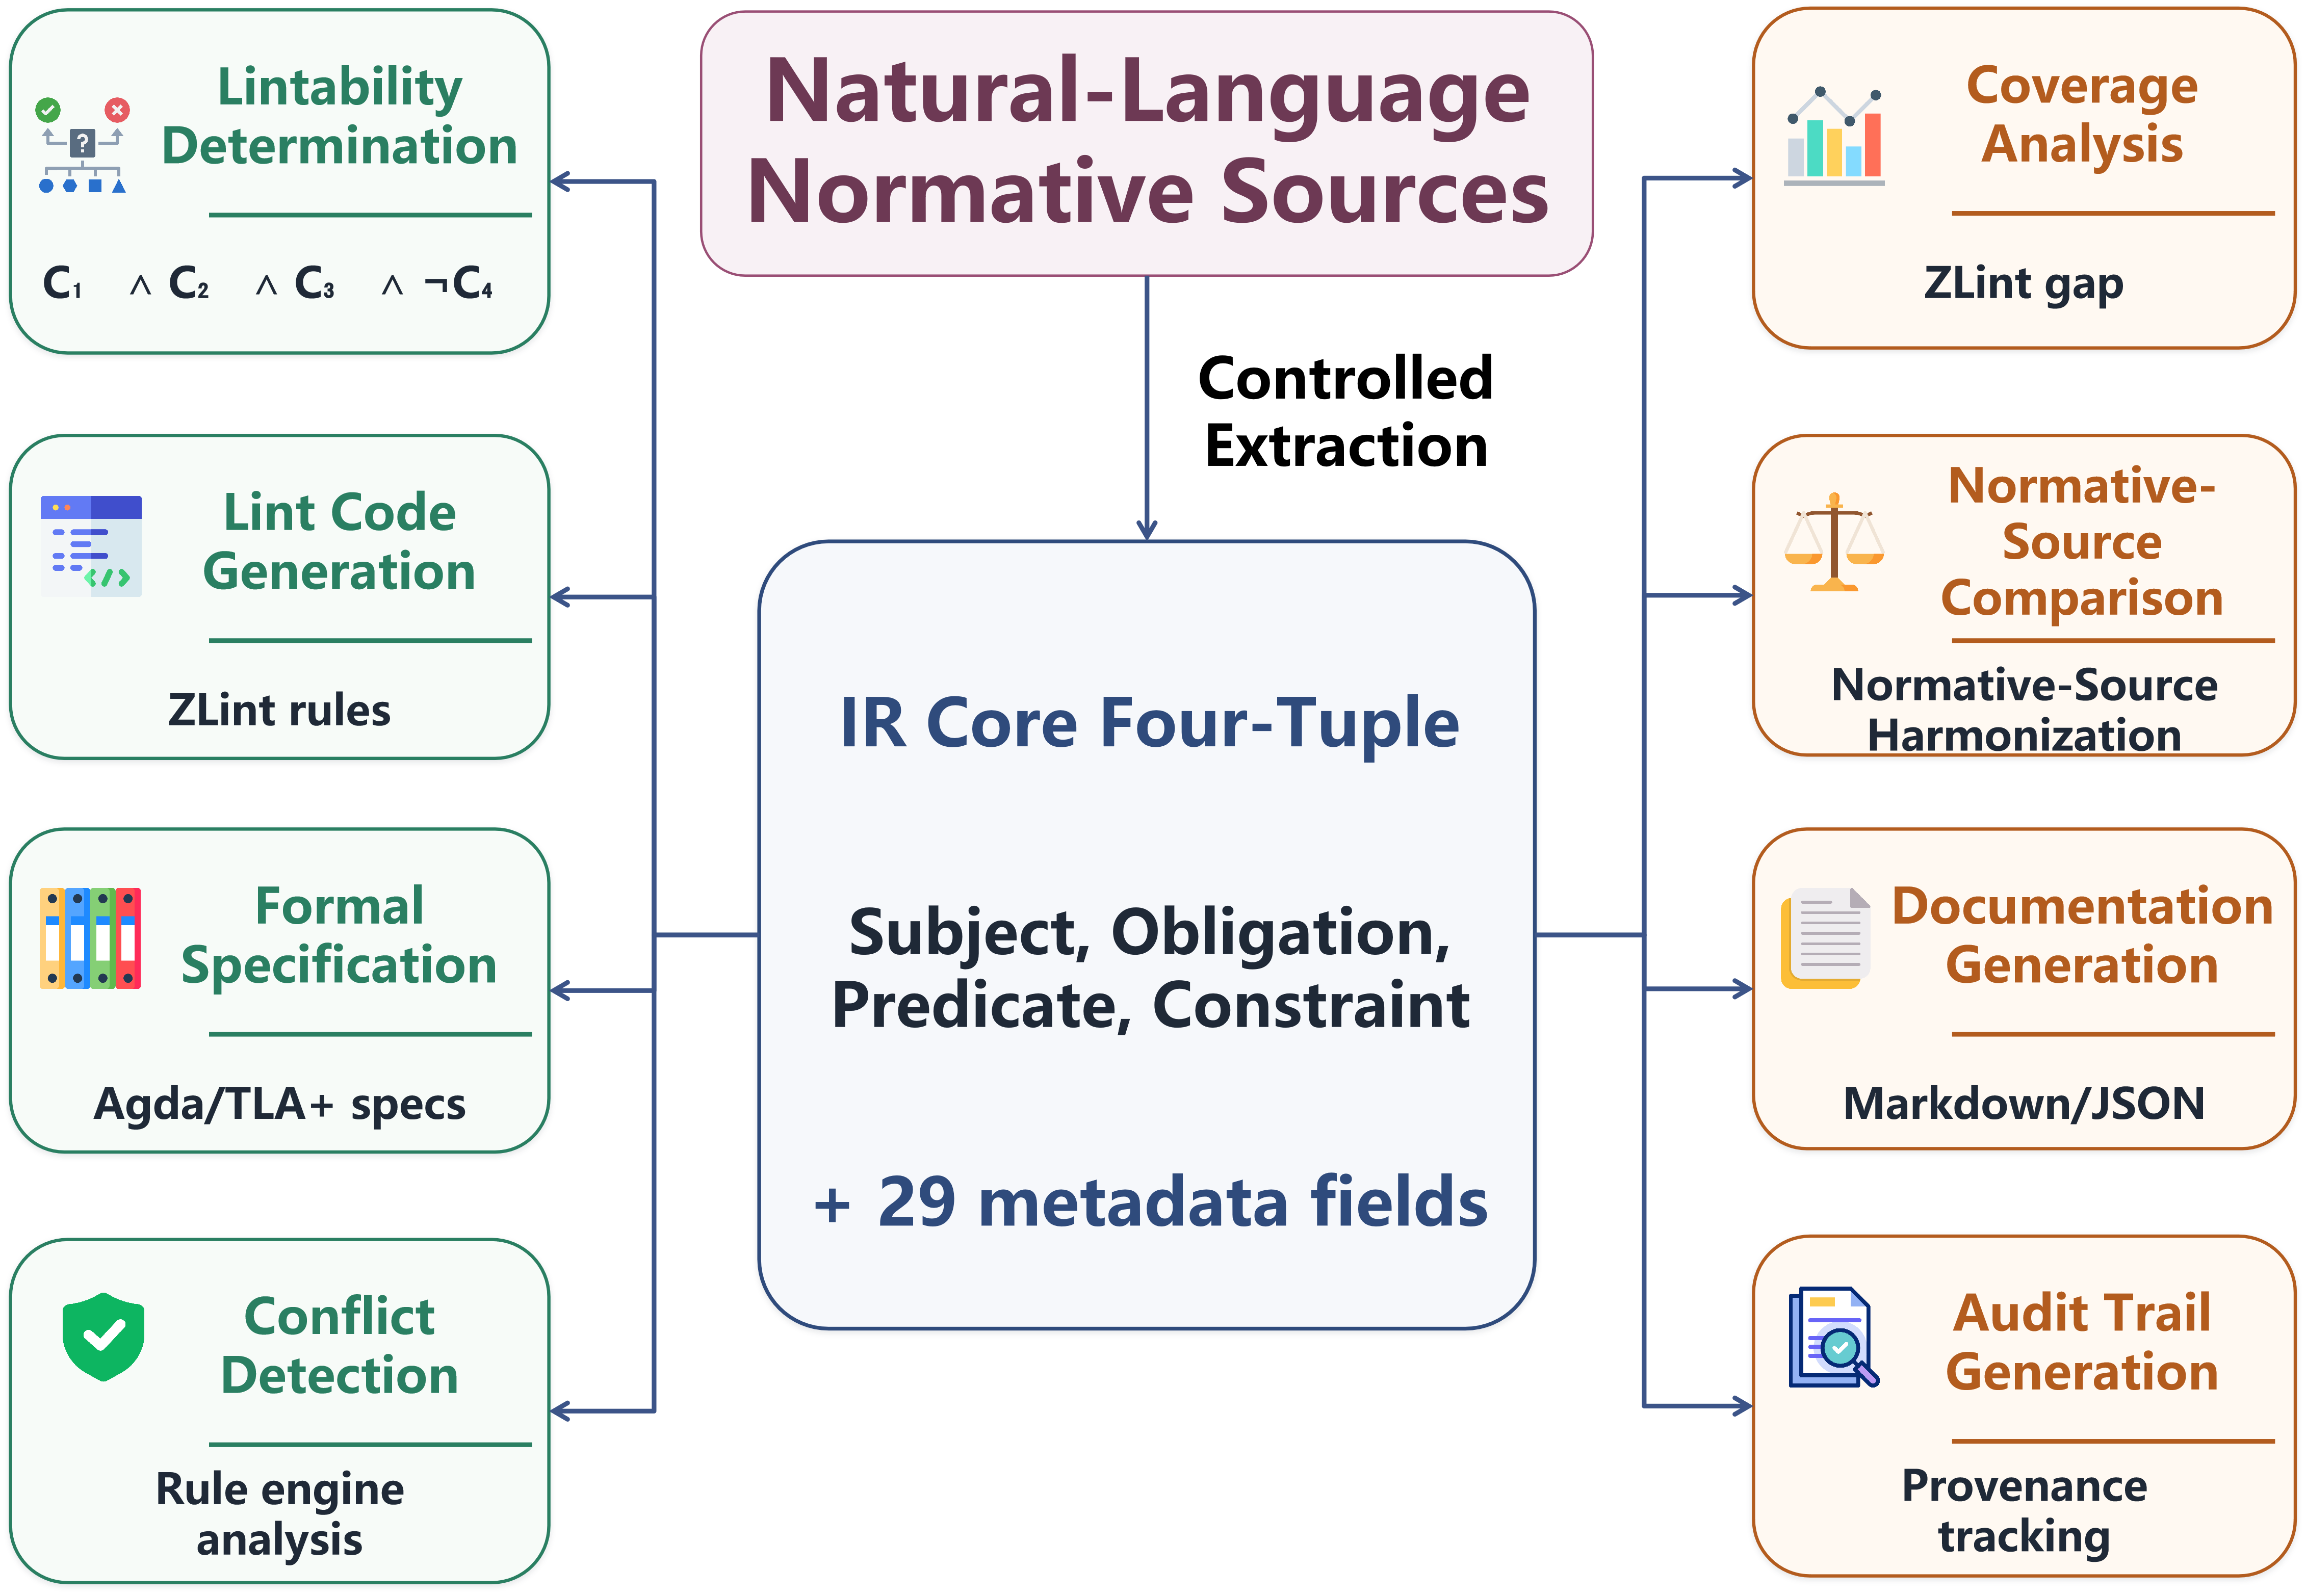 Natural-Language
Normative Sources
Controlled
Extraction
IR Core Four-Tuple
Subject, Obligation,
Predicate, Constraint
+ 29 metadata fields
Lintability
Determination
C₁ ∧ C₂ ∧ C₃ ∧ ¬C₄
Lint Code
Generation
ZLint rules
Formal
Specification
Agda/TLA+ specs
Conflict
Detection
Rule engine
analysis
Coverage
Analysis
ZLint gap
Normative-
Source
Comparison
Normative-Source
Harmonization
Documentation
Generation
Markdown/JSON
Audit Trail
Generation
Provenance
tracking